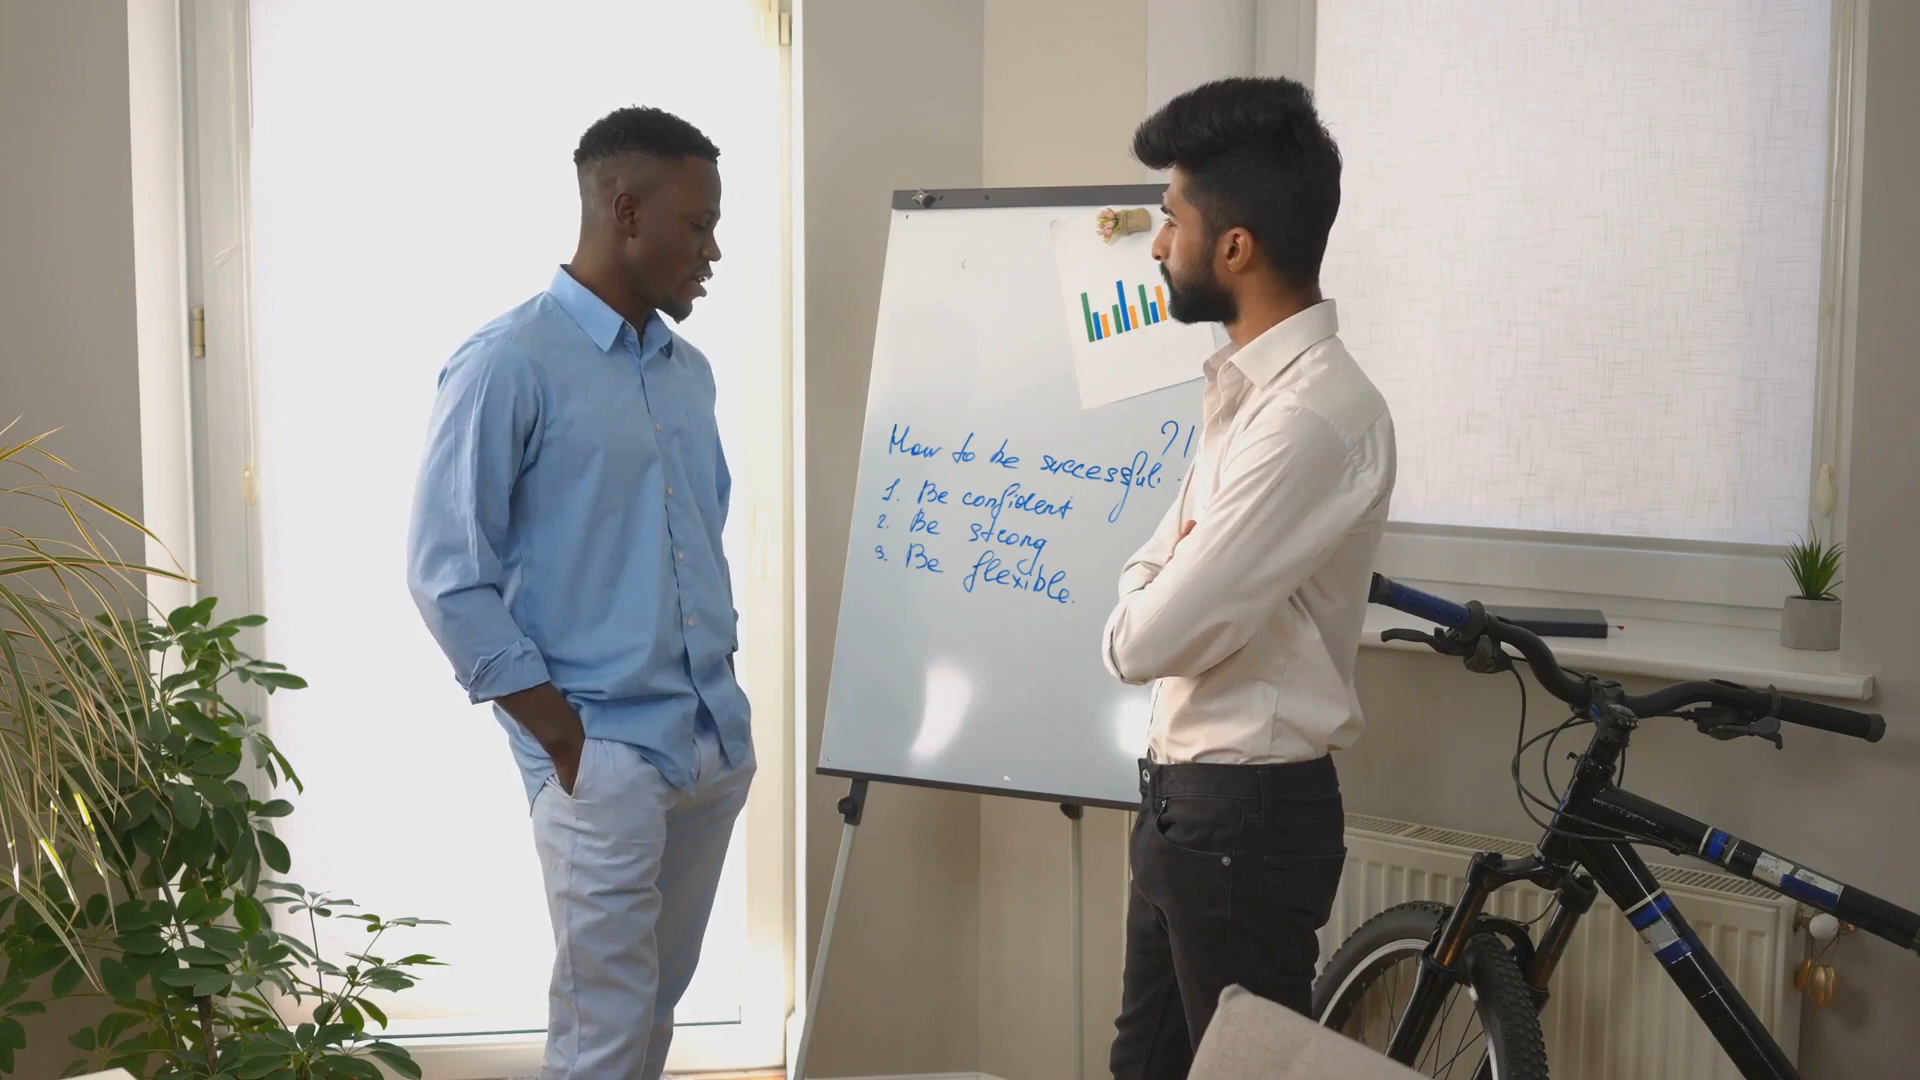 How to be successful ?!
1. Be confident
2. Be strong
3. Be flexible.